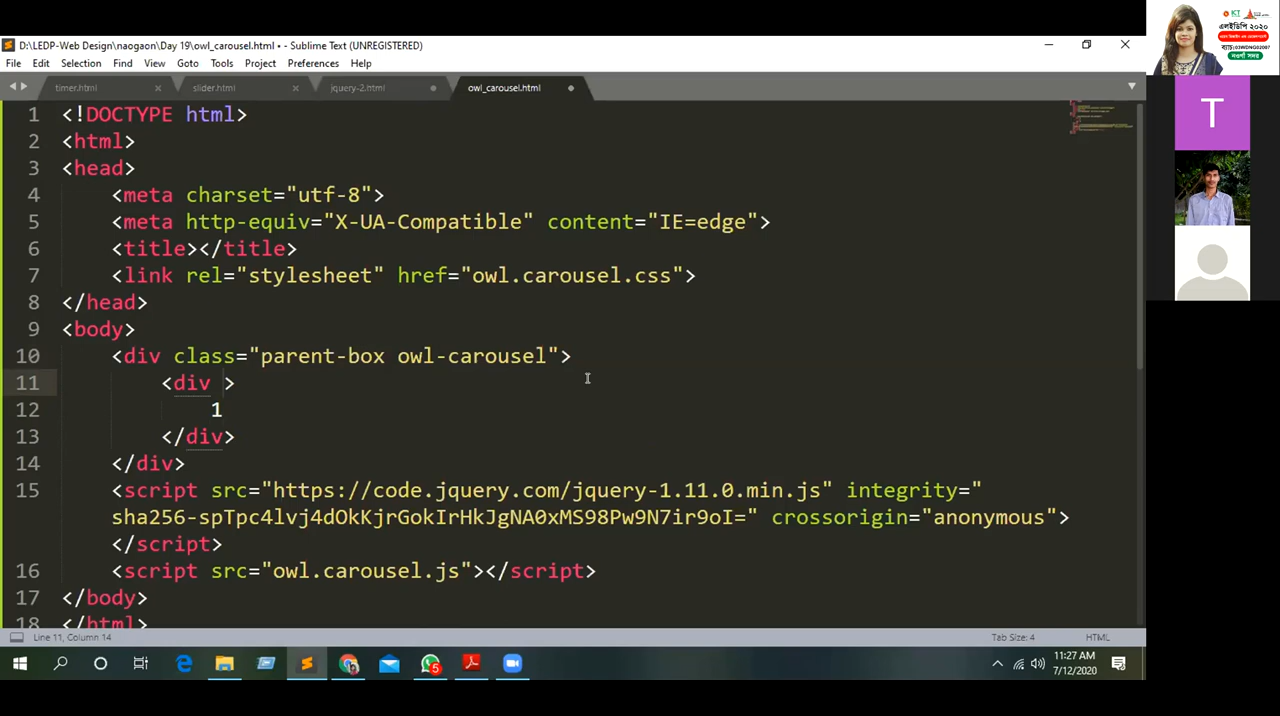 D:\LEDP-Web Design\naogaon\Day 19\owl_carousel.html • - Sublime Text (UNREGISTERED)
File Edit Selection Find View Goto Tools Project Preferences Help
timer.html slider.html jquery-2.html owl_carousel.html
1 <!DOCTYPE html>
2 <html>
3 <head>
4 <meta charset="utf-8">
5 <meta http-equiv="X-UA-Compatible" content="IE=edge">
6 <title></title>
7 <link rel="stylesheet" href="owl.carousel.css">
8 </head>
9 <body>
10 <div class="parent-box owl-carousel">
11 <div >
12 1
13 </div>
14 </div>
15 <script src="https://code.jquery.com/jquery-1.11.0.min.js" integrity="
sha256-spTpc4lvj4dOkKjrGokIrHkJgNA0xMS98Pw9N7ir9oI=" crossorigin="anonymous">
</script>
16 <script src="owl.carousel.js"></script>
17 </body>
18 </html>
Line 11, Column 14 Tab Size: 4 HTML
5
11:27 AM
7/12/2020
এলইডিপি ২০২০
ব্যাচ:03WDNG02007
নওগাঁ সদর
T